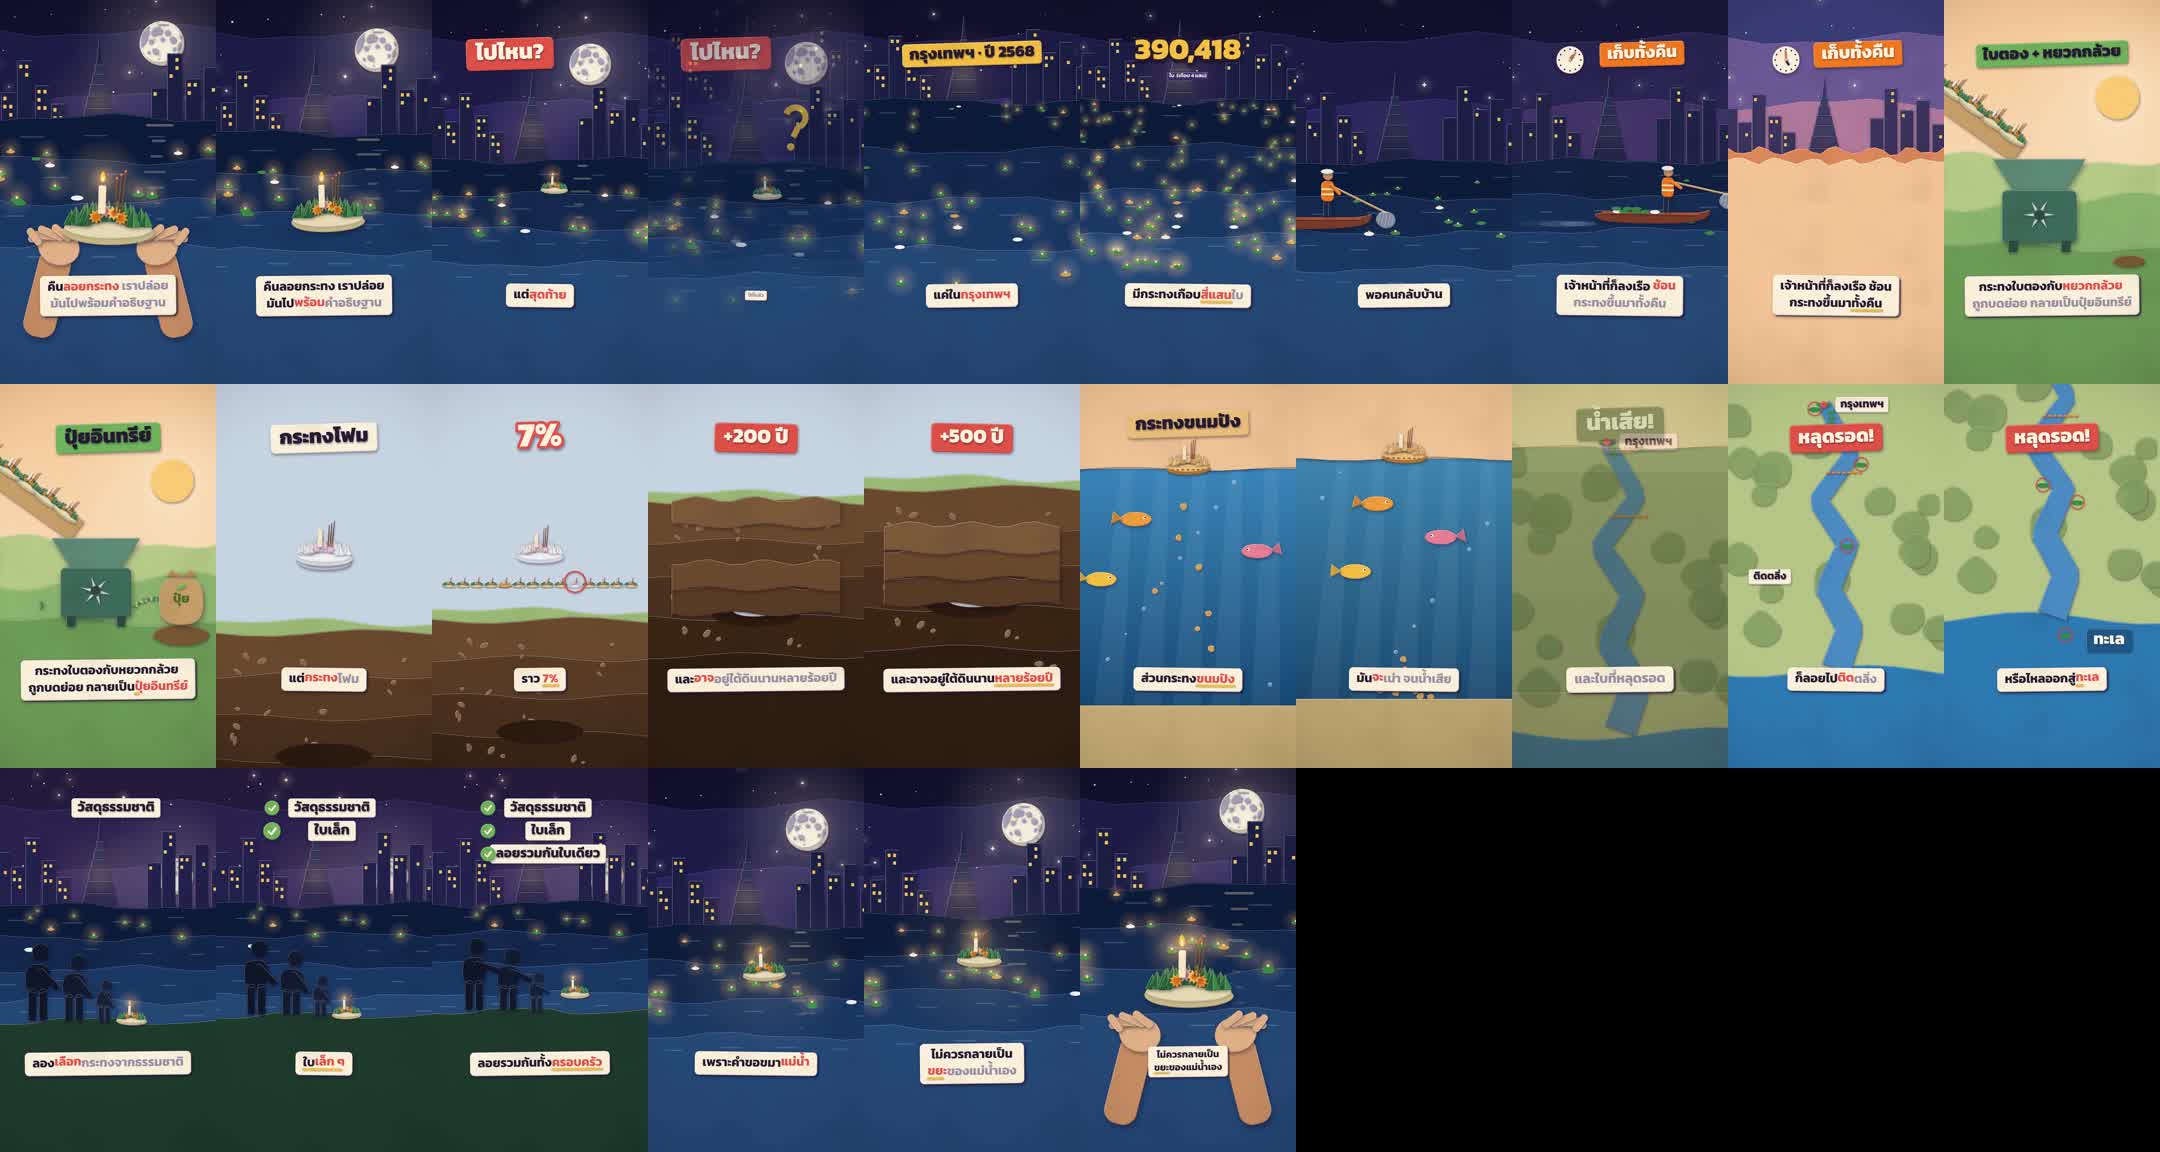 คืนลอยกระทง เราปล่อย
มันไปพร้อมคำอธิษฐาน
คืนลอยกระทง เราปล่อย
มันไปพร้อมคำอธิษฐาน
ไปไหน?
แต่สุดท้าย
ไปไหน?
?
กรุงเทพฯ · ปี 2568
แค่ในกรุงเทพฯ
390,418
ใบ (เกือบ 4 แสน)
มีกระทงเกือบสี่แสนใบ
พอคนกลับบ้าน
เก็บทั้งคืน
เจ้าหน้าที่ก็ลงเรือ ช้อน
กระทงขึ้นมาทั้งคืน
เก็บทั้งคืน
เจ้าหน้าที่ก็ลงเรือ ช้อน
กระทงขึ้นมาทั้งคืน
ใบตอง + หยวกกล้วย
กระทงใบตองกับหยวกกล้วย
ถูกบดย่อย กลายเป็นปุ๋ยอินทรีย์
ปุ๋ยอินทรีย์
ปุ๋ย
กระทงใบตองกับหยวกกล้วย
ถูกบดย่อย กลายเป็นปุ๋ยอินทรีย์
กระทงโฟม
แต่กระทงโฟม
7%
ราว 7%
+200 ปี
และอาจอยู่ใต้ดินนานหลายร้อยปี
+500 ปี
และอาจอยู่ใต้ดินนานหลายร้อยปี
กระทงขนมปัง
ส่วนกระทงขนมปัง
มันจะเน่า จนน้ำเสีย
น้ำเสีย!
กรุงเทพฯ
และใบที่หลุดรอด
กรุงเทพฯ
หลุดรอด!
ติดตลิ่ง
ก็ลอยไปติดตลิ่ง
หลุดรอด!
ทะเล
หรือไหลออกสู่ทะเล
วัสดุธรรมชาติ
ลองเลือกกระทงจากธรรมชาติ
วัสดุธรรมชาติ
ใบเล็ก
ใบเล็ก ๆ
วัสดุธรรมชาติ
ใบเล็ก
ลอยรวมกันใบเดียว
ลอยรวมกันทั้งครอบครัว
เพราะคำขอขมาแม่น้ำ
ไม่ควรกลายเป็น
ขยะของแม่น้ำเอง
ไม่ควรกลายเป็น
ขยะของแม่น้ำเอง